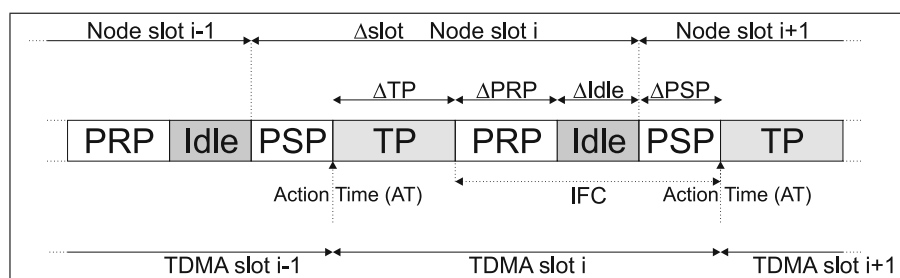 Node slot i-1 Δslot Node slot i Node slot i+1
ΔTP ΔPRP ΔIdle ΔPSP
PRP Idle PSP TP PRP Idle PSP TP
Action Time (AT) IFC Action Time (AT)
TDMA slot i-1 TDMA slot i TDMA slot i+1